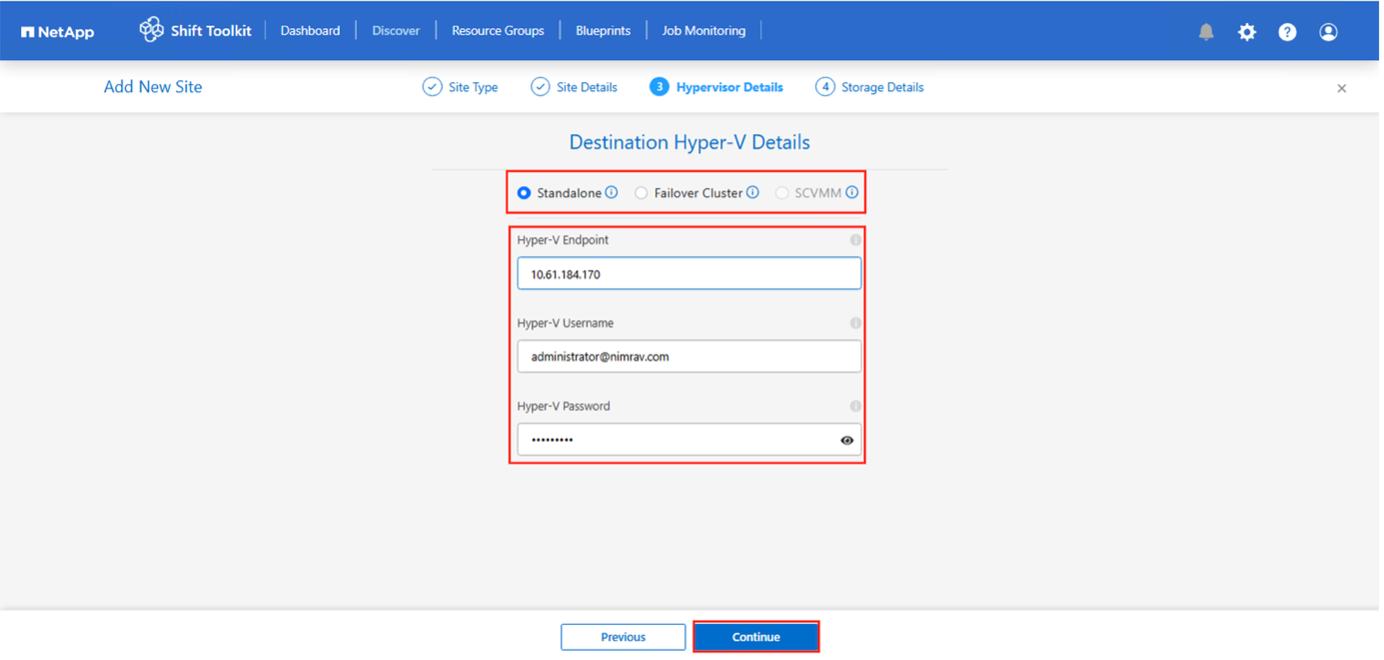 NetApp Shift Toolkit Dashboard Discover Resource Groups Blueprints Job Monitoring
Add New Site Site Type Site Details 3 Hypervisor Details 4 Storage Details
Destination Hyper-V Details
Standalone Failover Cluster SCVMM
Hyper-V Endpoint
10.61.184.170
Hyper-V Username
administrator@nimrav.com
Hyper-V Password
•••••••••
Previous Continue